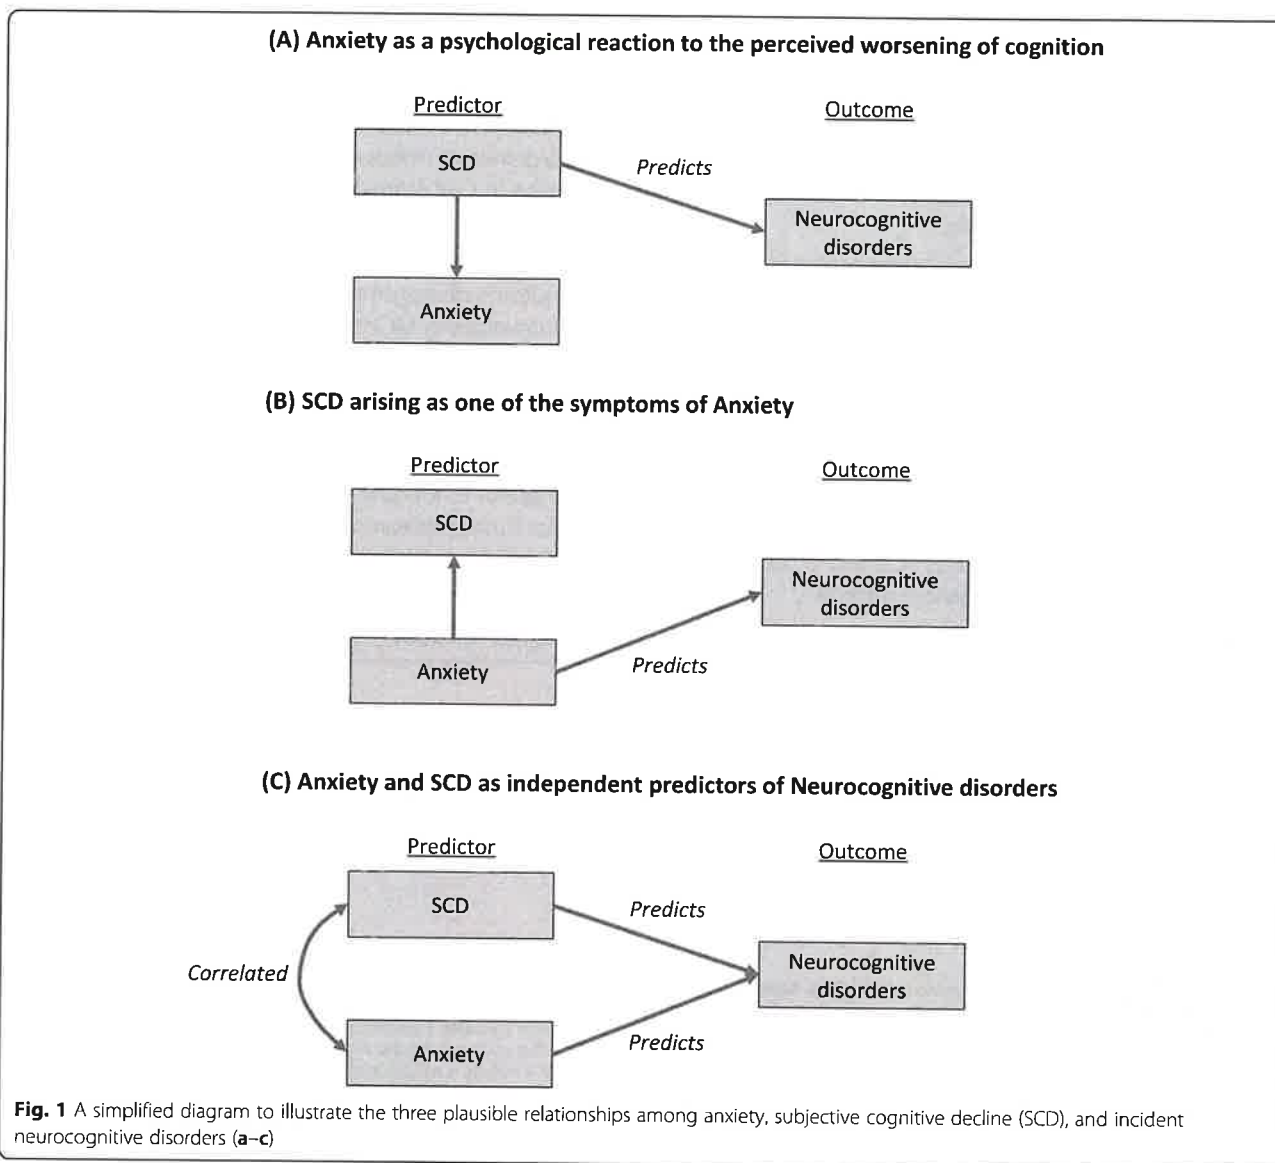 (A) Anxiety as a psychological reaction to the perceived worsening of cognition
Predictor
Outcome
SCD
Predicts
Neurocognitive
disorders
Anxiety
(B) SCD arising as one of the symptoms of Anxiety
Predictor
Outcome
SCD
Neurocognitive
disorders
Anxiety
Predicts
(C) Anxiety and SCD as independent predictors of Neurocognitive disorders
Predictor
Outcome
SCD
Predicts
Correlated
Neurocognitive
disorders
Anxiety
Predicts
Fig. 1 A simplified diagram to illustrate the three plausible relationships among anxiety, subjective cognitive decline (SCD), and incident
neurocognitive disorders (a–c)